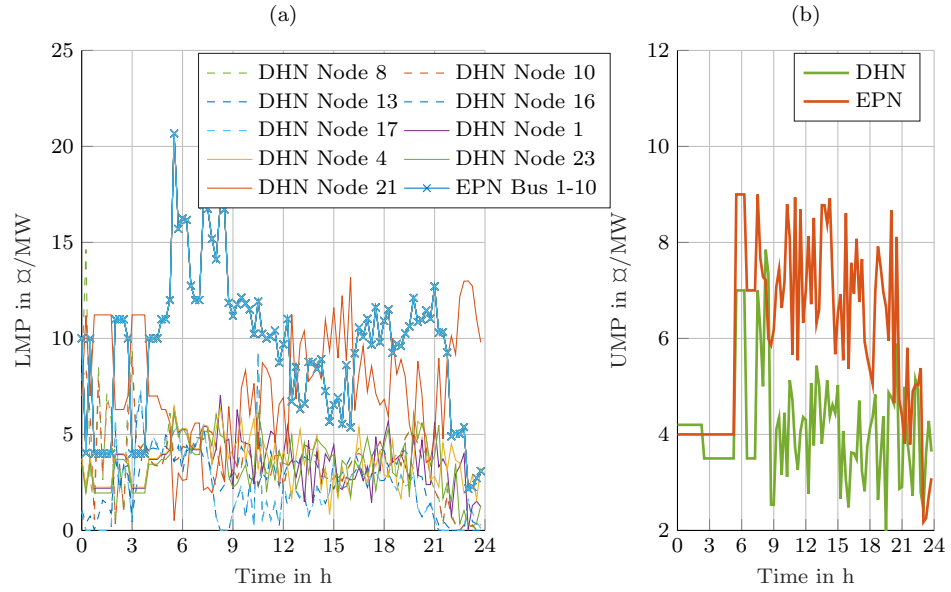 (a)
(b)
25
20
15
10
5
0
LMP in ¤/MW
DHN Node 8
DHN Node 10
DHN Node 13
DHN Node 16
DHN Node 17
DHN Node 1
DHN Node 4
DHN Node 23
DHN Node 21
EPN Bus 1-10
0 3 6 9 12 15 18 21 24
Time in h
12
10
8
6
4
2
UMP in ¤/MW
DHN
EPN
0 3 6 9 12 15 18 21 24
Time in h